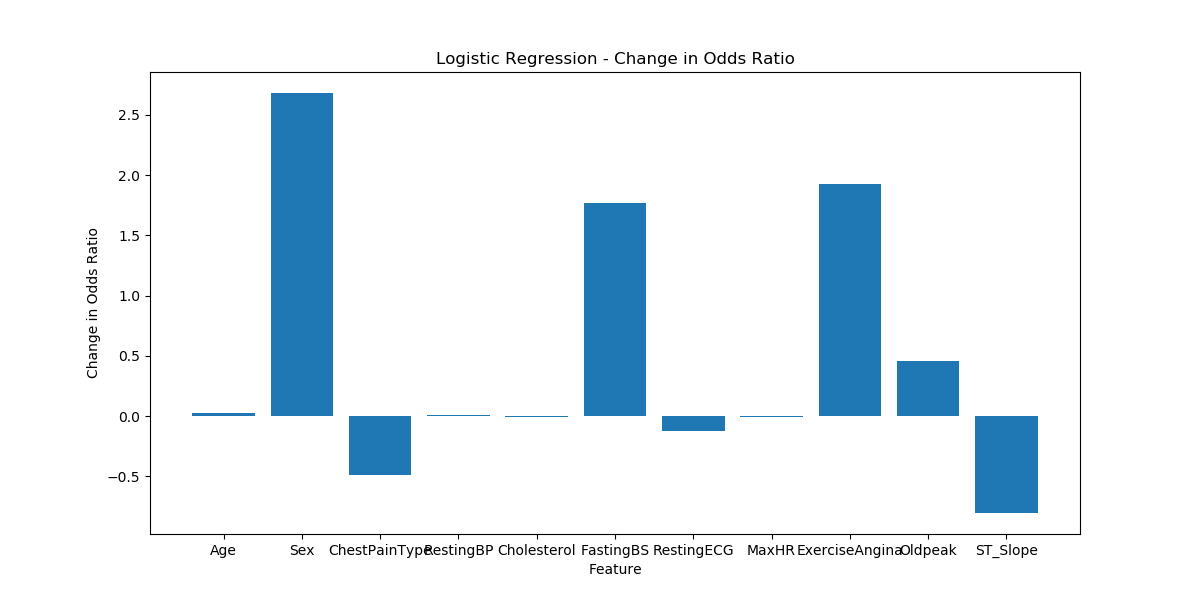 Logistic Regression - Change in Odds Ratio
Change in Odds Ratio
2.5
2.0
1.5
1.0
0.5
0.0
−0.5
Age Sex ChestPainType RestingBP Cholesterol FastingBS RestingECG MaxHR ExerciseAngina Oldpeak ST_Slope
Feature